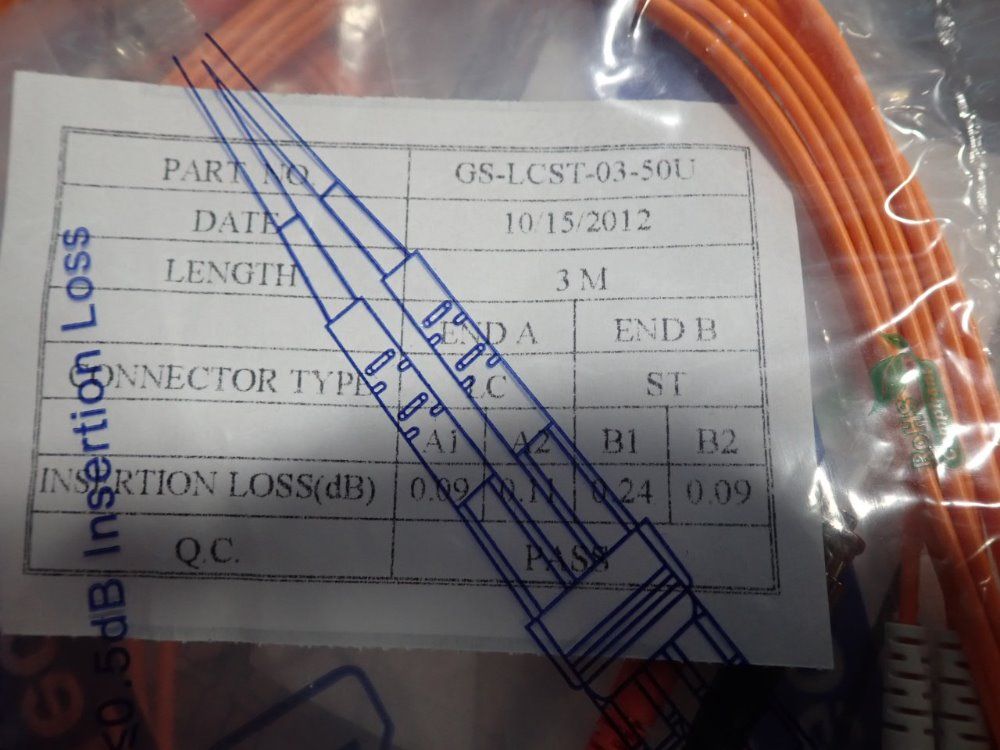 PART NO GS-LCST-03-50U
DATE 10/15/2012
LENGTH 3 M
END A END B
CONNECTOR TYPE LC ST
A1 A2 B1 B2
INSERTION LOSS(dB) 0.09 0.11 0.24 0.09
Q.C. PASS
≤0.5dB Insertion Loss
RoHS
Compliant